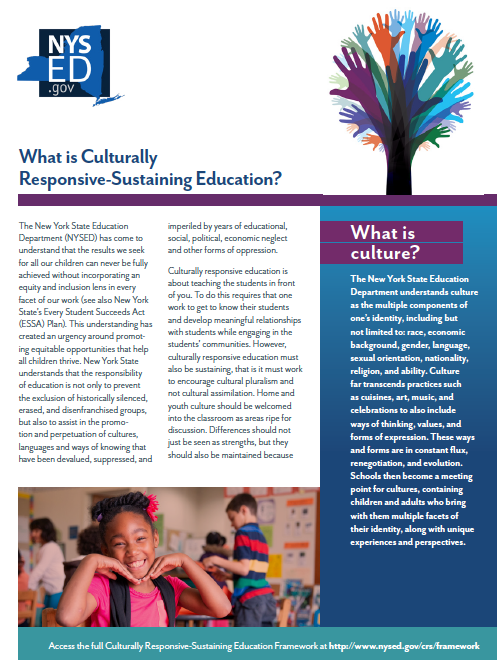 NYS
ED
.gov
What is Culturally
Responsive-Sustaining Education?
The New York State Education
Department (NYSED) has come to
understand that the results we seek
for all our children can never be fully
achieved without incorporating an
equity and inclusion lens in every
facet of our work (see also New York
State's Every Student Succeeds Act
(ESSA) Plan). This understanding has
created an urgency around promot-
ing equitable opportunities that help
all children thrive. New York State
understands that the responsibility
of education is not only to prevent
the exclusion of historically silenced,
erased, and disenfranchised groups,
but also to assist in the promo-
tion and perpetuation of cultures,
languages and ways of knowing that
have been devalued, suppressed, and
imperiled by years of educational,
social, political, economic neglect
and other forms of oppression.
Culturally responsive education is
about teaching the students in front
of you. To do this requires that one
work to get to know their students
and develop meaningful relationships
with students while engaging in the
students' communities. However,
culturally responsive education must
also be sustaining, that is it must work
to encourage cultural pluralism and
not cultural assimilation. Home and
youth culture should be welcomed
into the classroom as areas ripe for
discussion. Differences should not
just be seen as strengths, but they
should also be maintained because
What is
culture?
The New York State Education
Department understands culture
as the multiple components of
one's identity, including but
not limited to: race, economic
background, gender, language,
sexual orientation, nationality,
religion, and ability. Culture
far transcends practices such
as cuisines, art, music, and
celebrations to also include
ways of thinking, values, and
forms of expression. These ways
and forms are in constant flux,
renegotiation, and evolution.
Schools then become a meeting
point for cultures, containing
children and adults who bring
with them multiple facets of
their identity, along with unique
experiences and perspectives.
Access the full Culturally Responsive-Sustaining Education Framework at http://www.nysed.gov/crs/framework